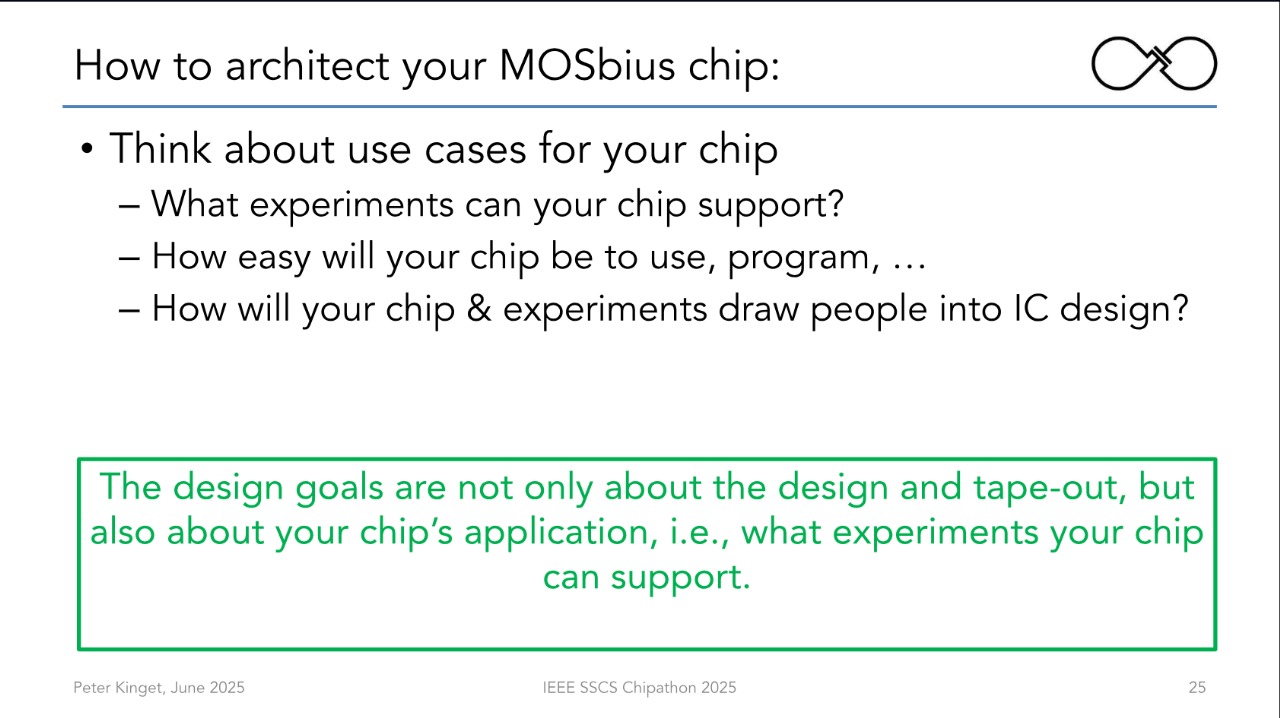 How to architect your MOSbius chip:
• Think about use cases for your chip
– What experiments can your chip support?
– How easy will your chip be to use, program, …
– How will your chip & experiments draw people into IC design?
The design goals are not only about the design and tape-out, but
also about your chip’s application, i.e., what experiments your chip
can support.
Peter Kinget, June 2025
IEEE SSCS Chipathon 2025
25